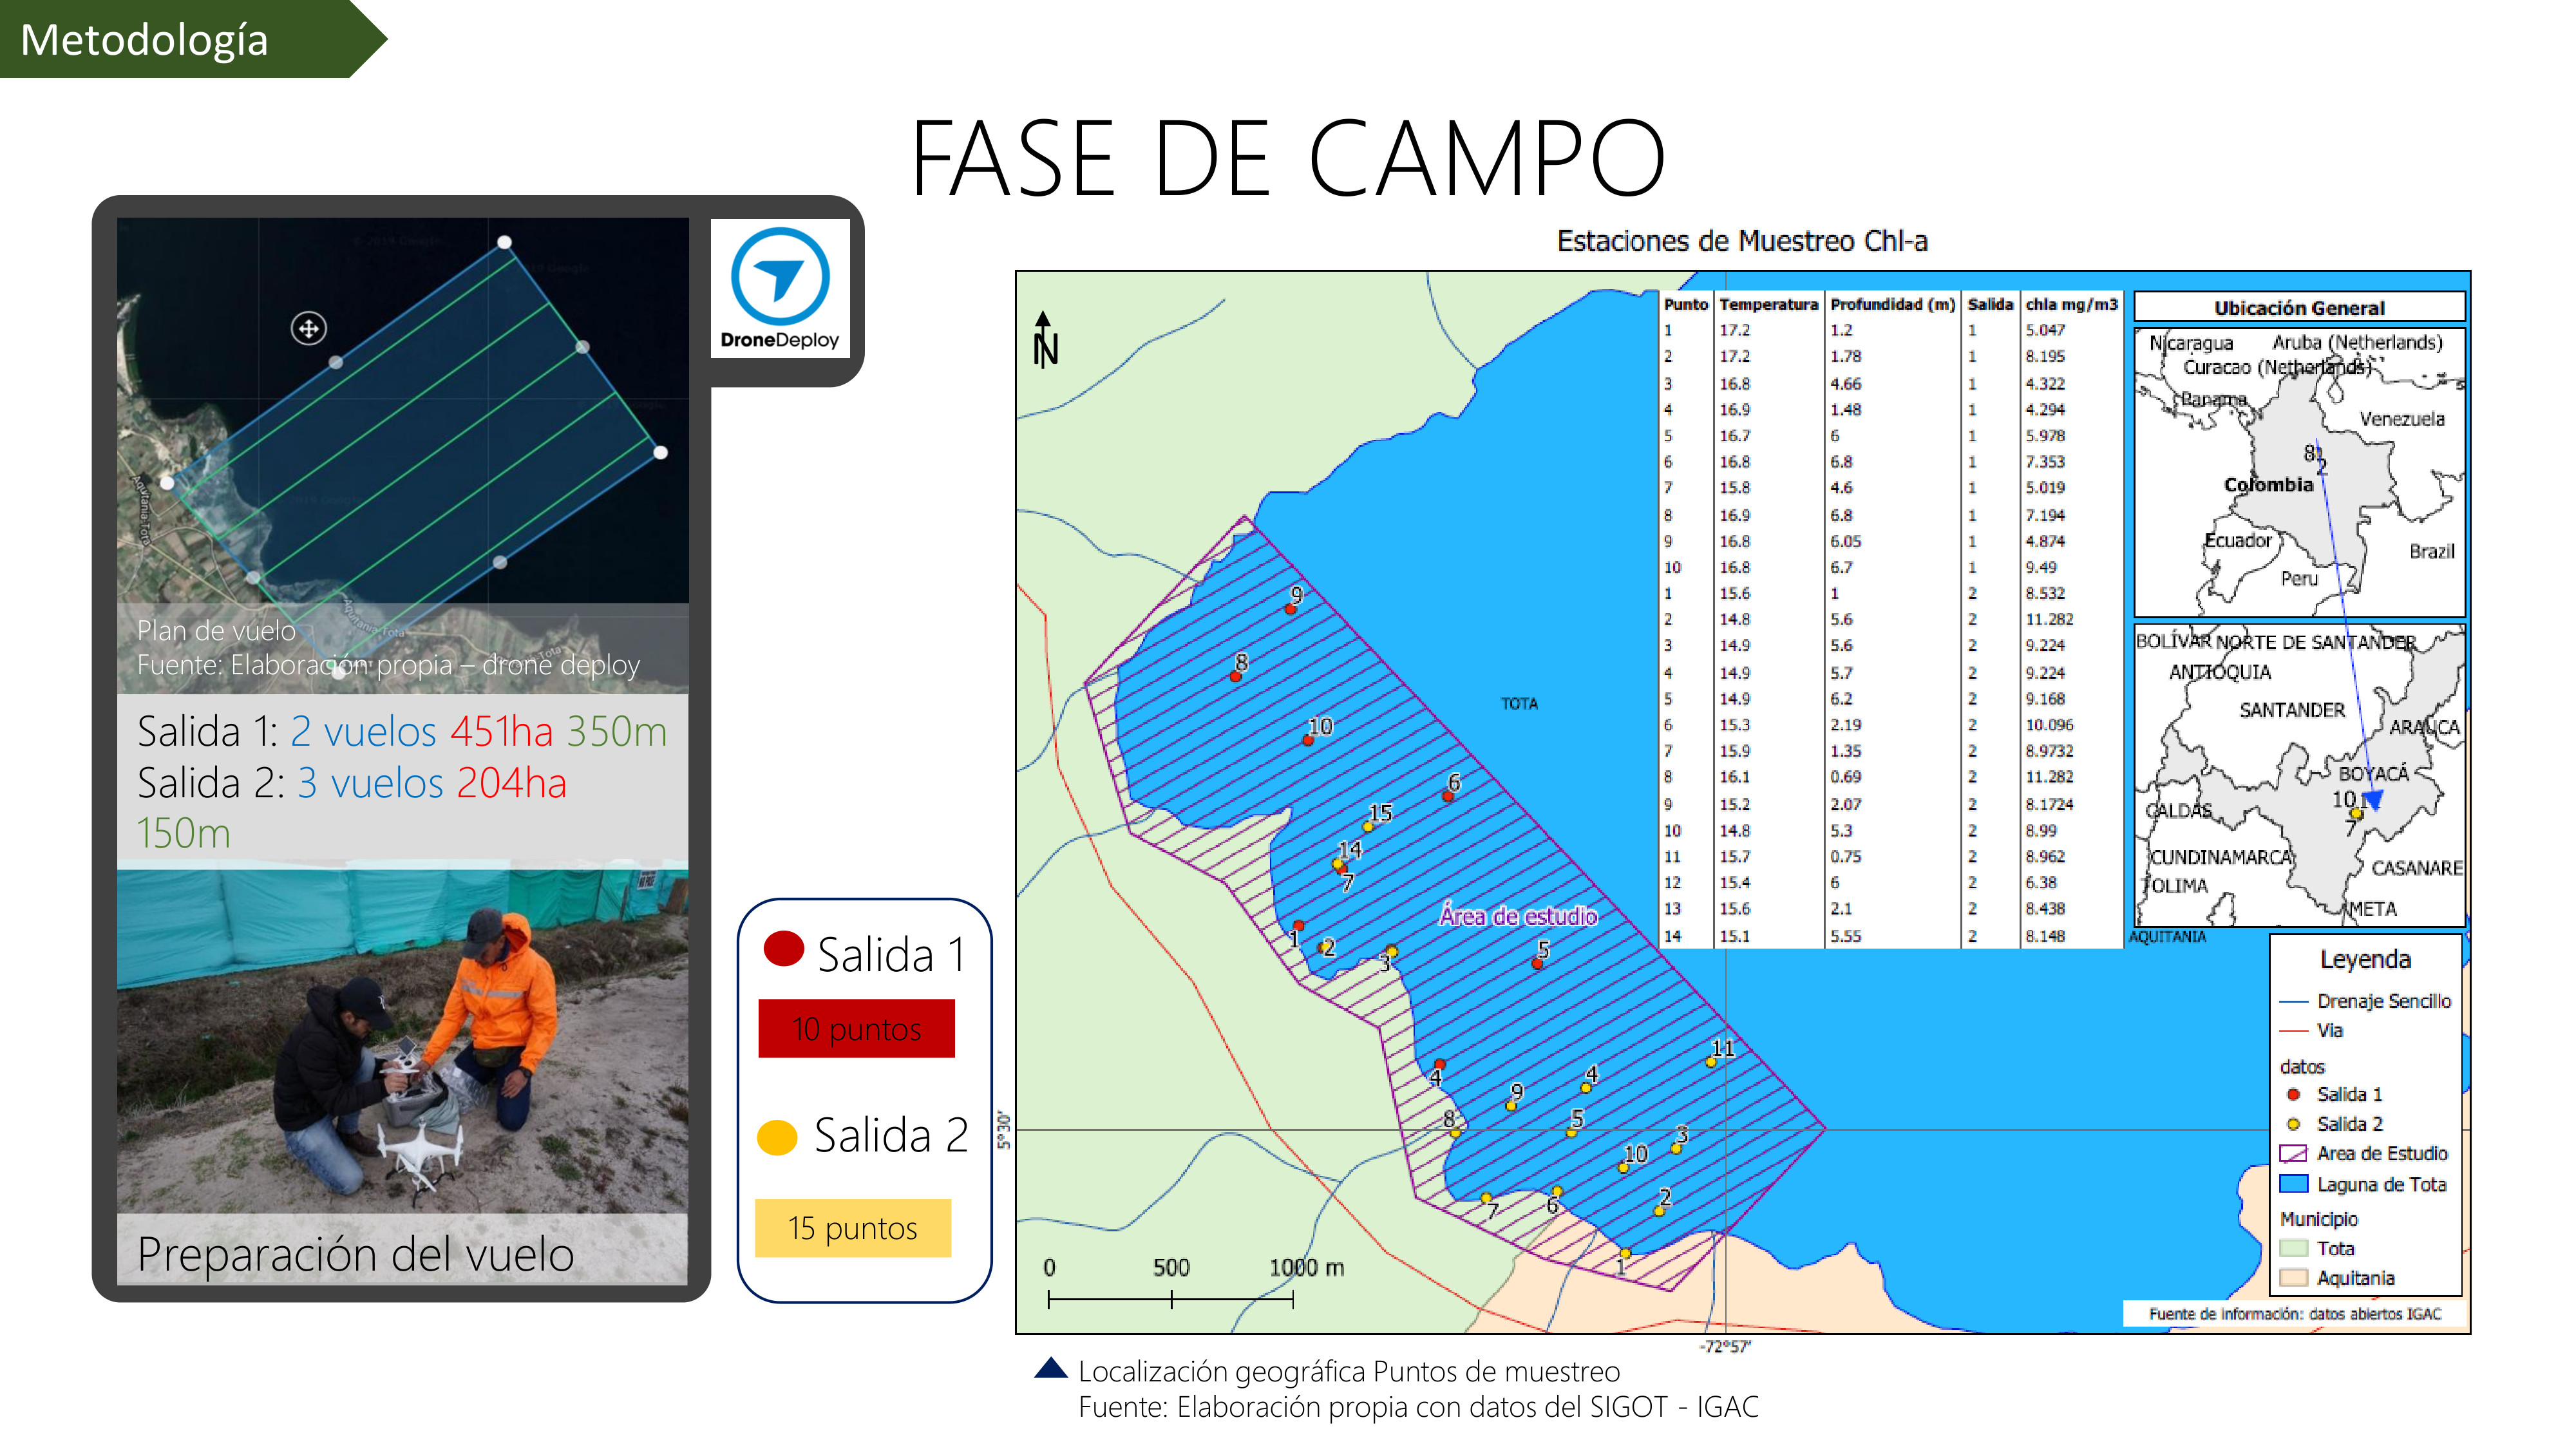 Metodología
FASE DE CAMPO
DroneDeploy
Plan de vuelo
Fuente: Elaboración propia – drone deploy
Salida 1: 2 vuelos 451ha 350m
Salida 2: 3 vuelos 204ha
150m
Preparación del vuelo
Salida 1
10 puntos
Salida 2
15 puntos
Estaciones de Muestreo Chl-a
N
Punto Temperatura Profundidad (m) Salida chla mg/m3
1 17.2 1.2 1 5.047
2 17.2 1.78 1 8.195
3 16.8 4.66 1 4.322
4 16.9 1.48 1 4.294
5 16.7 6 1 5.978
6 16.8 6.8 1 7.353
7 15.8 4.6 1 5.019
8 16.9 6.8 1 7.194
9 16.8 6.05 1 4.874
10 16.8 6.7 1 9.49
1 15.6 1 2 8.532
2 14.8 5.6 2 11.282
3 14.9 5.6 2 9.224
4 14.9 5.7 2 9.224
5 14.9 6.2 2 9.168
6 15.3 2.19 2 10.096
7 15.9 1.35 2 8.9732
8 16.1 0.69 2 11.282
9 15.2 2.07 2 8.1724
10 14.8 5.3 2 8.99
11 15.7 0.75 2 8.962
12 15.4 6 2 6.38
13 15.6 2.1 2 8.438
14 15.1 5.55 2 8.148
9
8
10
6
15
14
7
1
2
3
5
4
11
4
9
8
5
3
10
2
7
6
1
TOTA
Área de estudio
AQUITANIA
0 500 1000 m
5°30'
-72°57'
Ubicación General
Nicaragua
Aruba (Netherlands)
Curacao (Netherlands)
Panama
Venezuela
8
2
Colombia
Ecuador
Brazil
Peru
BOLÍVAR NORTE DE SANTANDER
ANTIOQUIA
SANTANDER
ARAUCA
BOYACÁ
10
7
CALDAS
CUNDINAMARCA
CASANARE
TOLIMA
META
Leyenda
Drenaje Sencillo
Via
datos
Salida 1
Salida 2
Area de Estudio
Laguna de Tota
Municipio
Tota
Aquitania
Fuente de información: datos abiertos IGAC
Localización geográfica Puntos de muestreo
Fuente: Elaboración propia con datos del SIGOT - IGAC